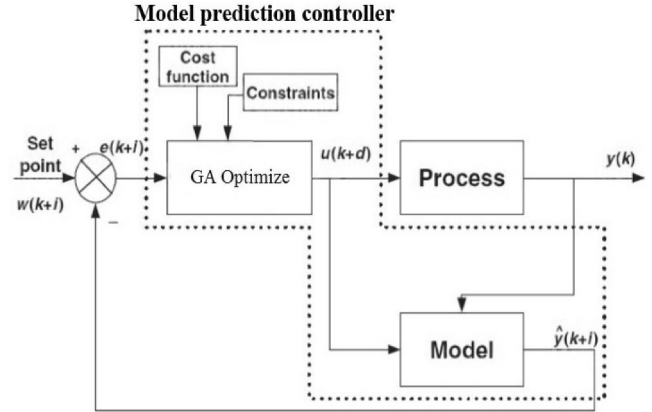 Model prediction controller
Cost
function
Constraints
Set
point
+
e(k+i)
w(k+i)
−
GA Optimize
u(k+d)
Process
y(k)
Model
ŷ(k+i)